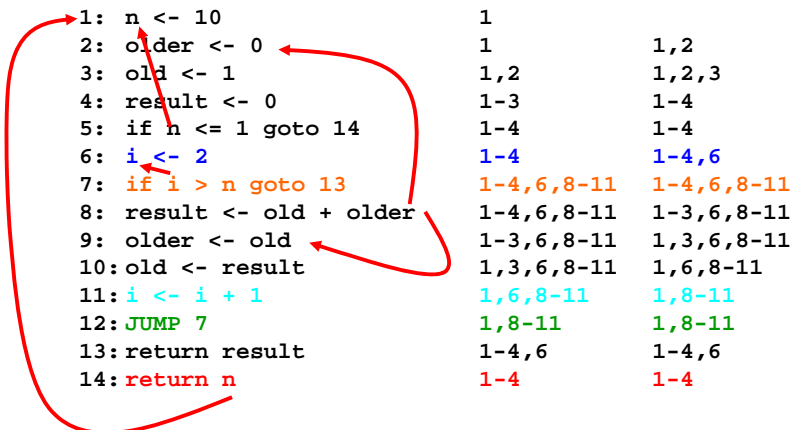 1: n <- 10 1
2: older <- 0 1 1,2
3: old <- 1 1,2 1,2,3
4: result <- 0 1-3 1-4
5: if n <= 1 goto 14 1-4 1-4
6: i <- 2 1-4 1-4,6
7: if i > n goto 13 1-4,6,8-11 1-4,6,8-11
8: result <- old + older 1-4,6,8-11 1-3,6,8-11
9: older <- old 1-3,6,8-11 1,3,6,8-11
10: old <- result 1,3,6,8-11 1,6,8-11
11: i <- i + 1 1,6,8-11 1,8-11
12: JUMP 7 1,8-11 1,8-11
13: return result 1-4,6 1-4,6
14: return n 1-4 1-4